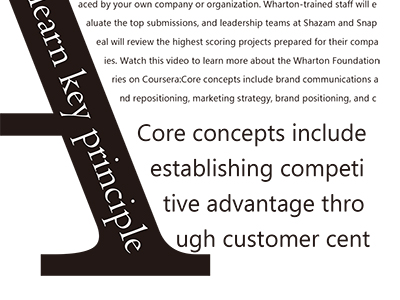 aced by your own company or organization. Wharton-trained staff will e
aluate the top submissions, and leadership teams at Shazam and Snap
eal will review the highest scoring projects prepared for their compa
ies. Watch this video to learn more about the Wharton Foundation
ries on Coursera:Core concepts include brand communications a
nd repositioning, marketing strategy, brand positioning, and c
learn key principle
Core concepts include
establishing competi
tive advantage thro
ugh customer cent